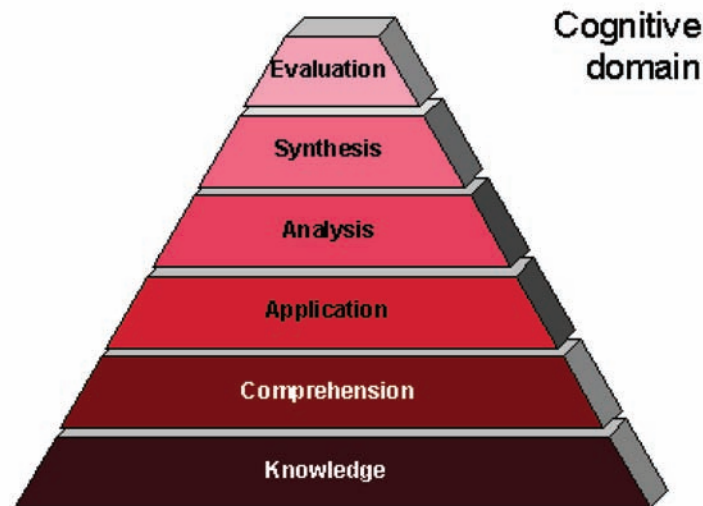 Cognitive
domain
Evaluation
Synthesis
Analysis
Application
Comprehension
Knowledge